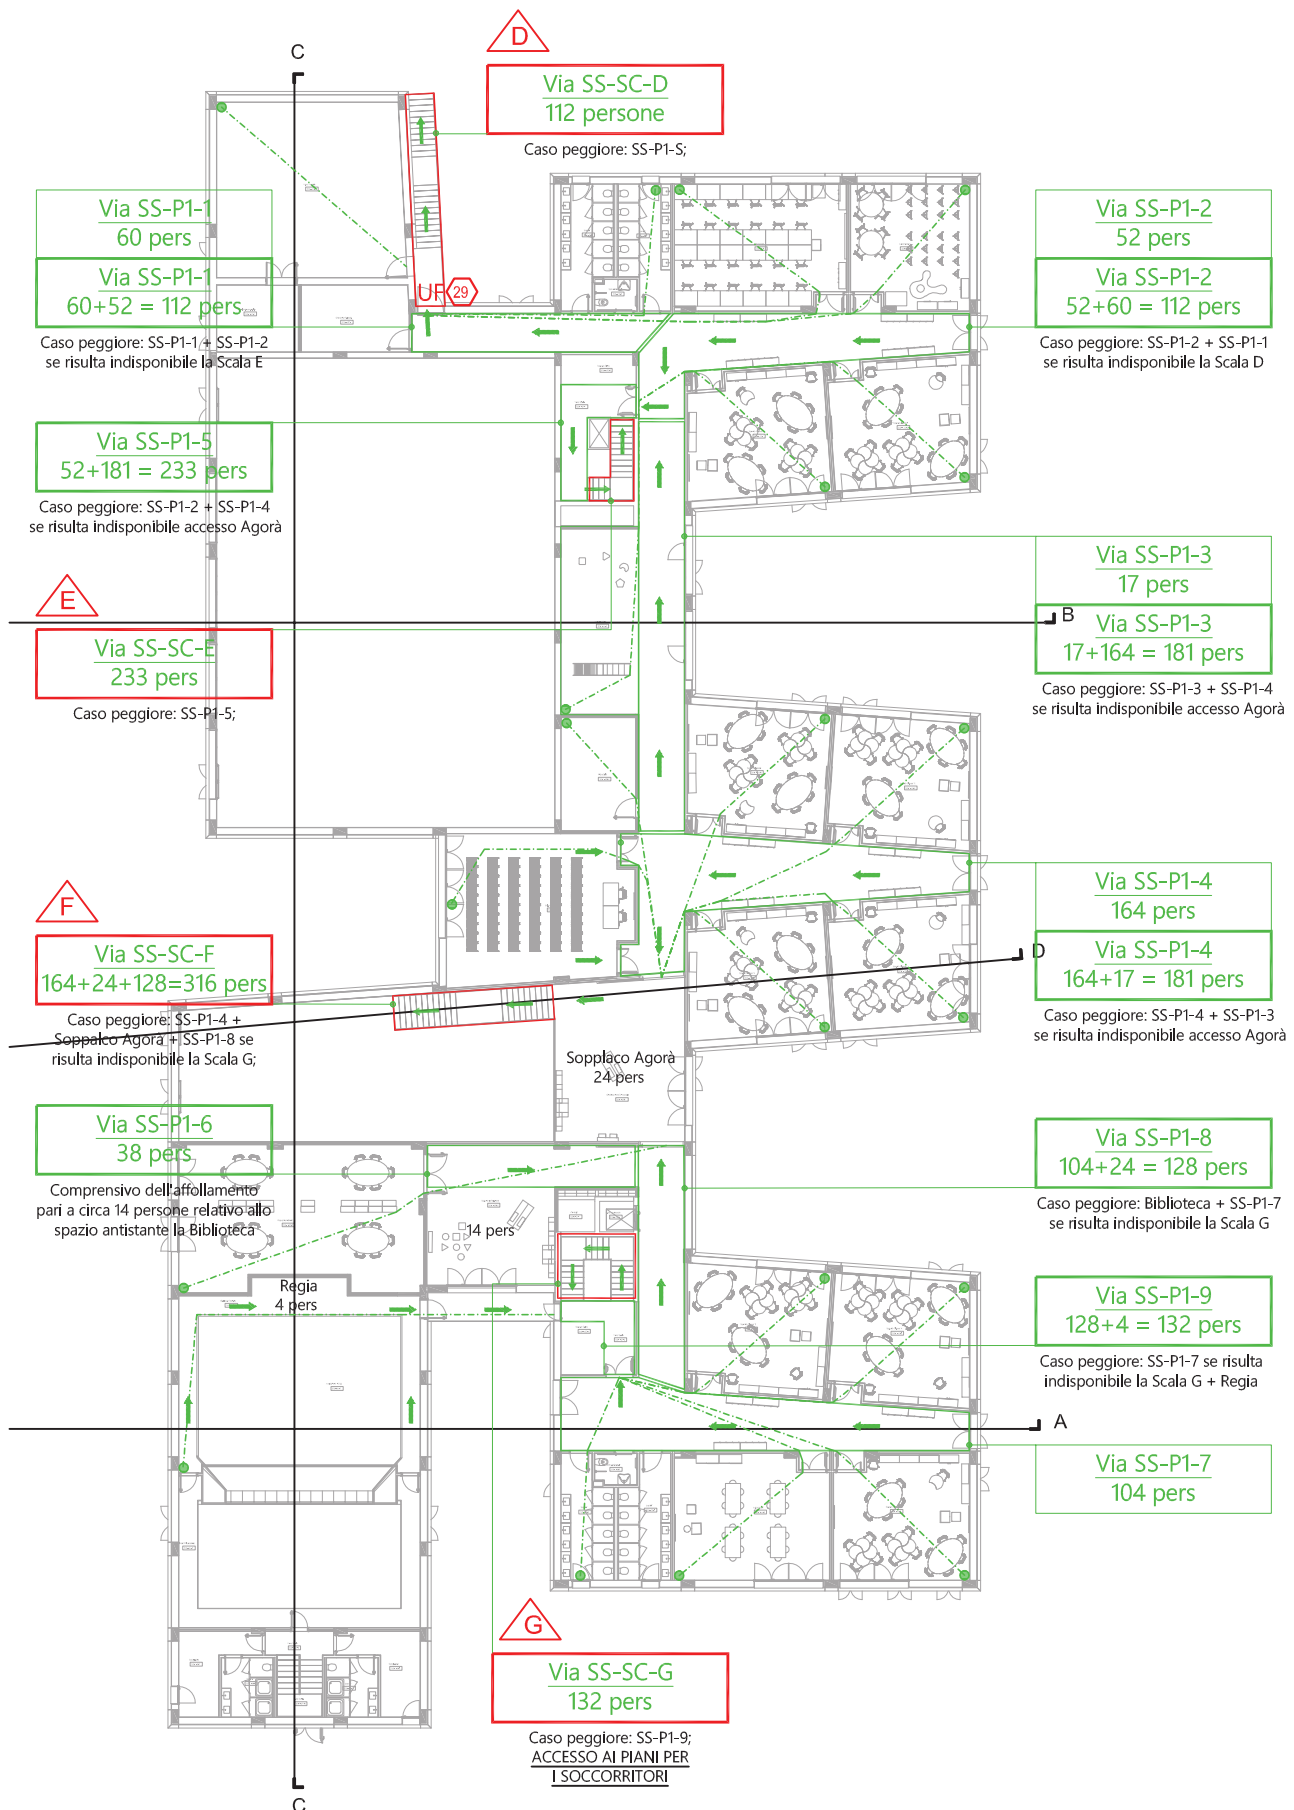 C
D
Via SS-SC-D
112 persone
Caso peggiore: SS-P1-S;
Via SS-P1-1
60 pers
Via SS-P1-1
60+52 = 112 pers
Caso peggiore: SS-P1-1 + SS-P1-2
se risulta indisponibile la Scala E
UF 29
Via SS-P1-2
52 pers
Via SS-P1-2
52+60 = 112 pers
Caso peggiore: SS-P1-2 + SS-P1-1
se risulta indisponibile la Scala D
Via SS-P1-5
52+181 = 233 pers
Caso peggiore: SS-P1-2 + SS-P1-4
se risulta indisponibile accesso Agorà
Via SS-P1-3
17 pers
Via SS-P1-3
17+164 = 181 pers
Caso peggiore: SS-P1-3 + SS-P1-4
se risulta indisponibile accesso Agorà
E
B
Via SS-SC-E
233 pers
Caso peggiore: SS-P1-5;
Via SS-P1-4
164 pers
Via SS-P1-4
164+17 = 181 pers
Caso peggiore: SS-P1-4 + SS-P1-3
se risulta indisponibile accesso Agorà
F
D
Via SS-SC-F
164+24+128=316 pers
Caso peggiore: SS-P1-4 +
Soppalco Agorà + SS-P1-8 se
risulta indisponibile la Scala G;
Sopplaco Agorà
24 pers
Via SS-P1-6
38 pers
Comprensivo dell'affollamento
pari a circa 14 persone relativo allo
spazio antistante la Biblioteca
14 pers
Via SS-P1-8
104+24 = 128 pers
Caso peggiore: Biblioteca + SS-P1-7
se risulta indisponibile la Scala G
Regia
4 pers
Via SS-P1-9
128+4 = 132 pers
Caso peggiore: SS-P1-7 se risulta
indisponibile la Scala G + Regia
A
Via SS-P1-7
104 pers
G
Via SS-SC-G
132 pers
Caso peggiore: SS-P1-9;
ACCESSO AI PIANI PER
I SOCCORRITORI
C